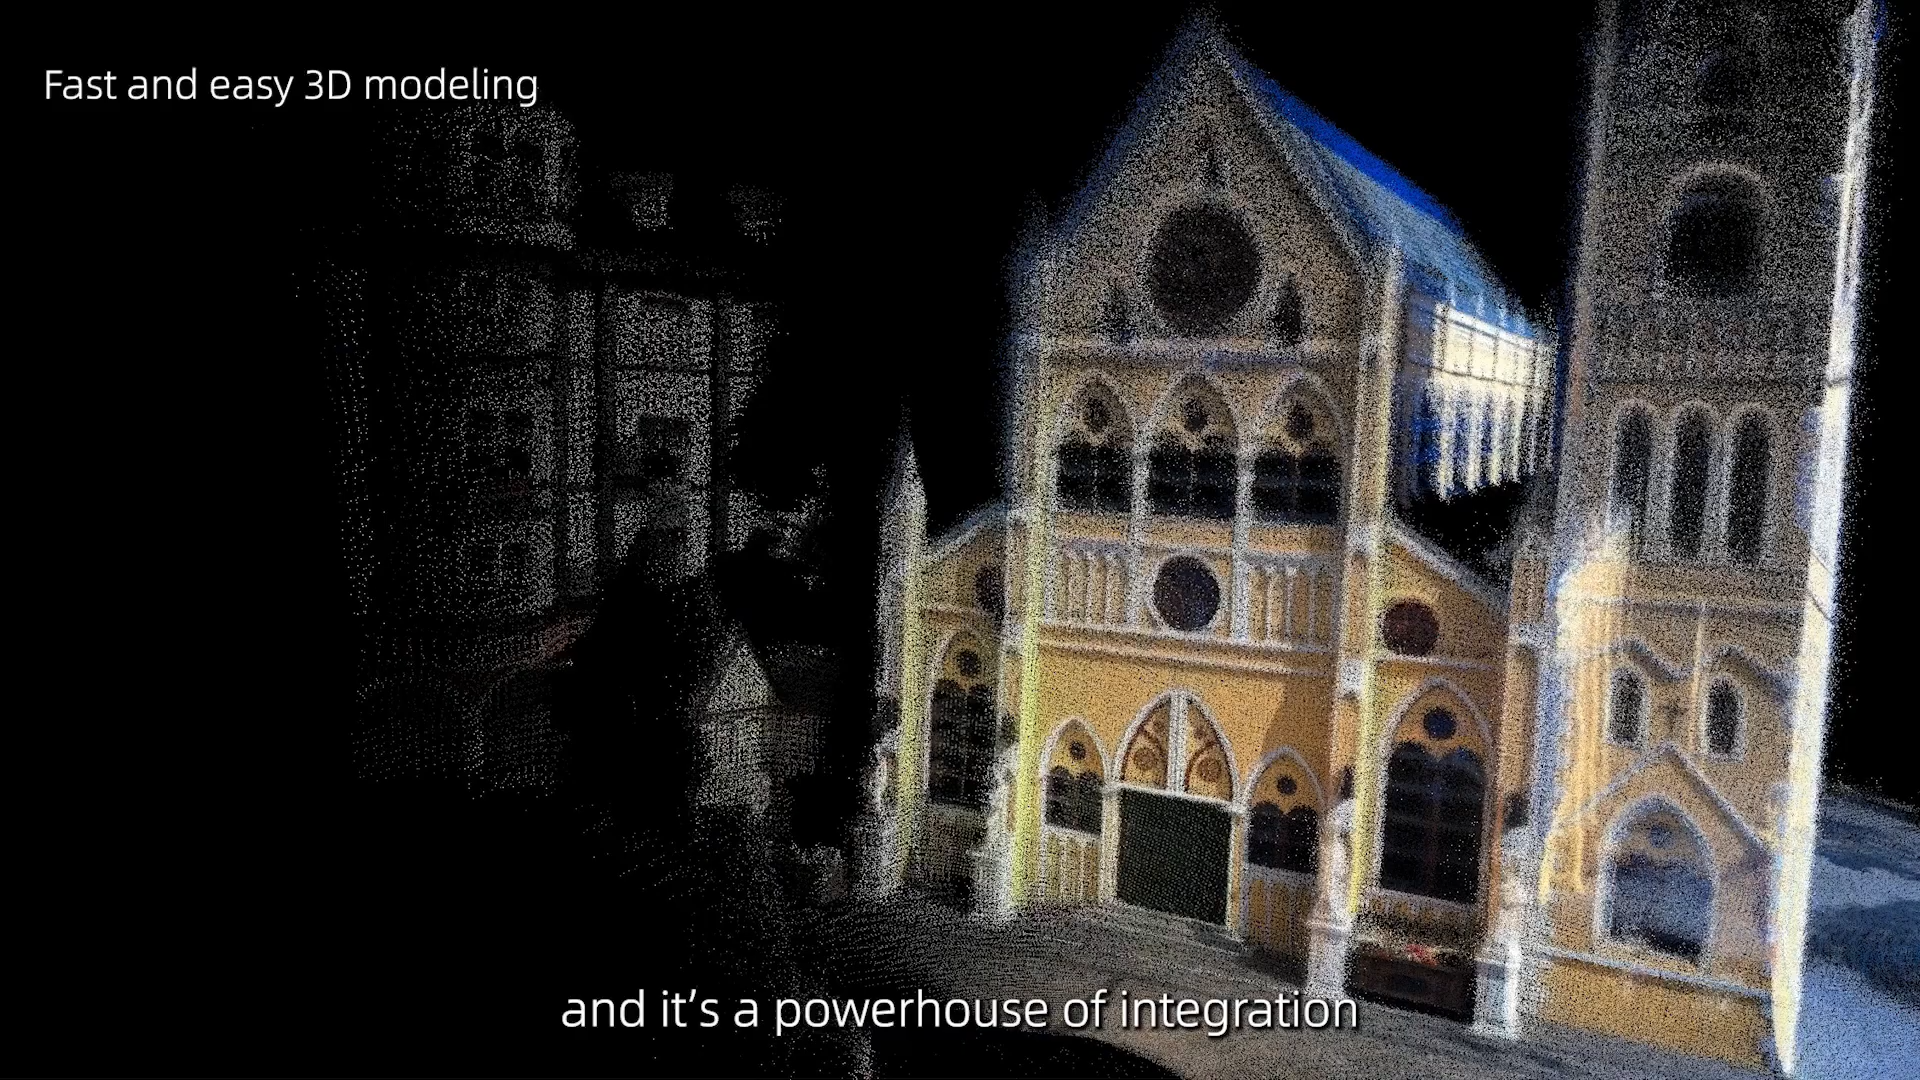 Fast and easy 3D modeling
and it’s a powerhouse of integration